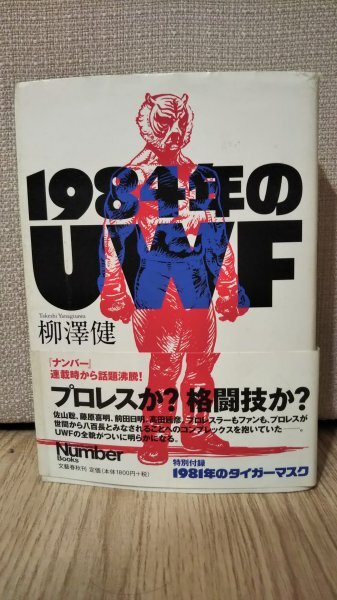 1984年の
UWF
Takeshi Yanagisawa
柳澤健
「ナンバー」
連載時から話題沸騰!
プロレスか?格闘技か?
佐山聡、藤原喜明、前田日明、高田延彦。プロレスラーもファンも、プロレスが
世間から八百長とみなされることへのコンプレックスを抱いていた──。
UWFの全貌がついに明らかになる。
Number
Books
文藝春秋刊 定価(本体1800円+税)
特別付録
1981年のタイガーマスク